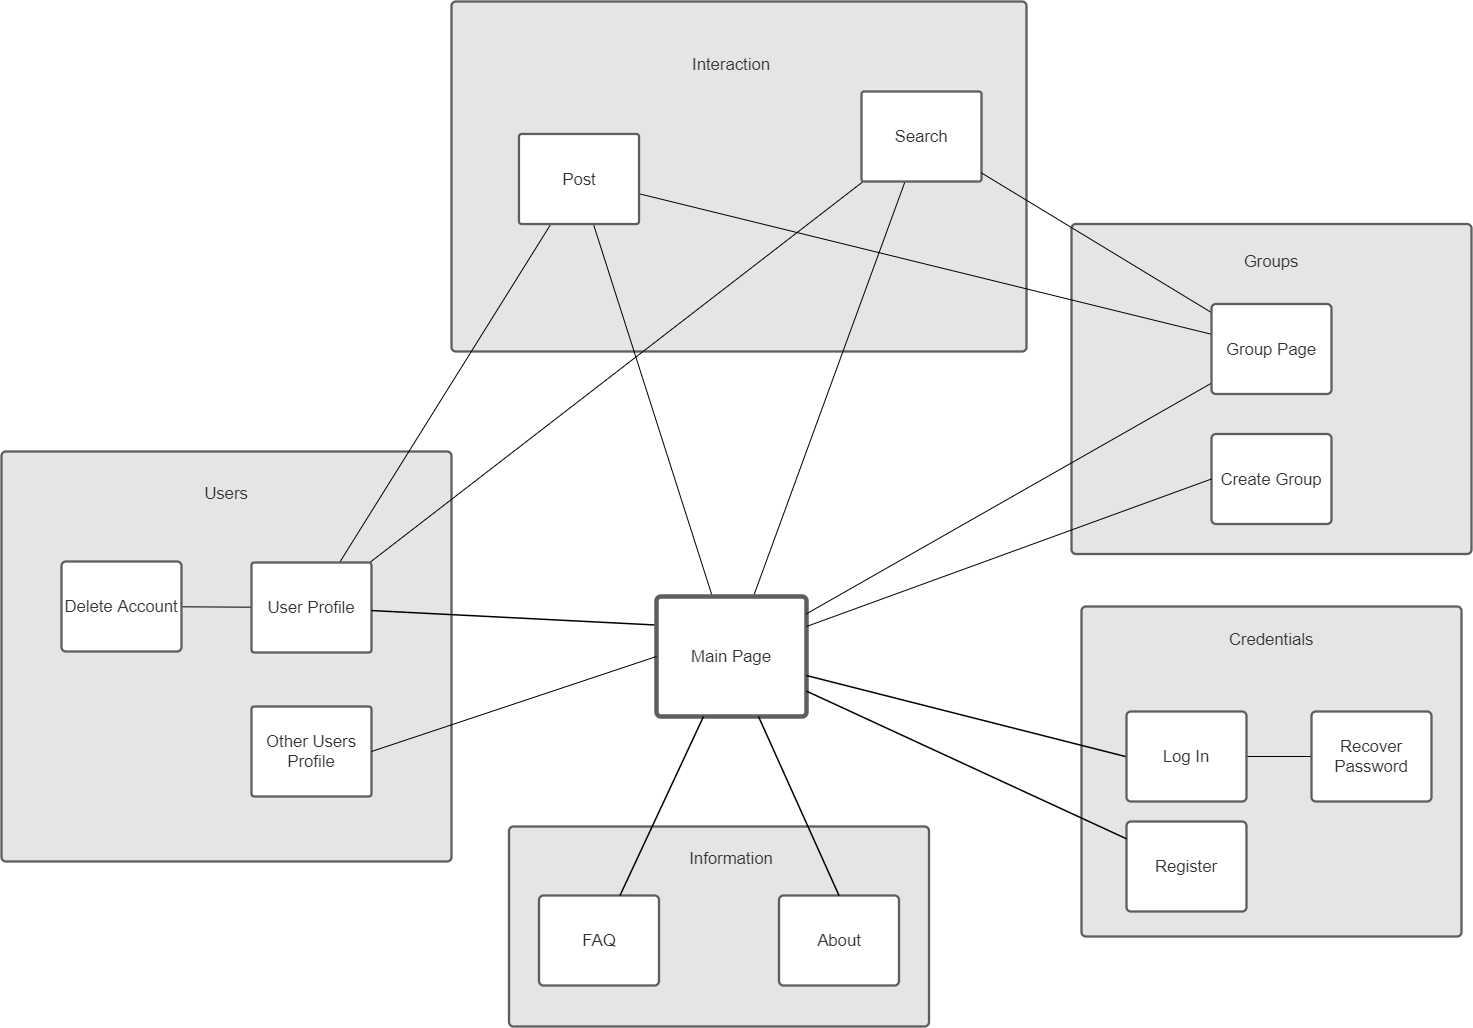 Interaction
Search
Post
Groups
Group Page
Create Group
Users
Delete Account
User Profile
Other Users
Profile
Main Page
Credentials
Log In
Recover
Password
Register
Information
FAQ
About